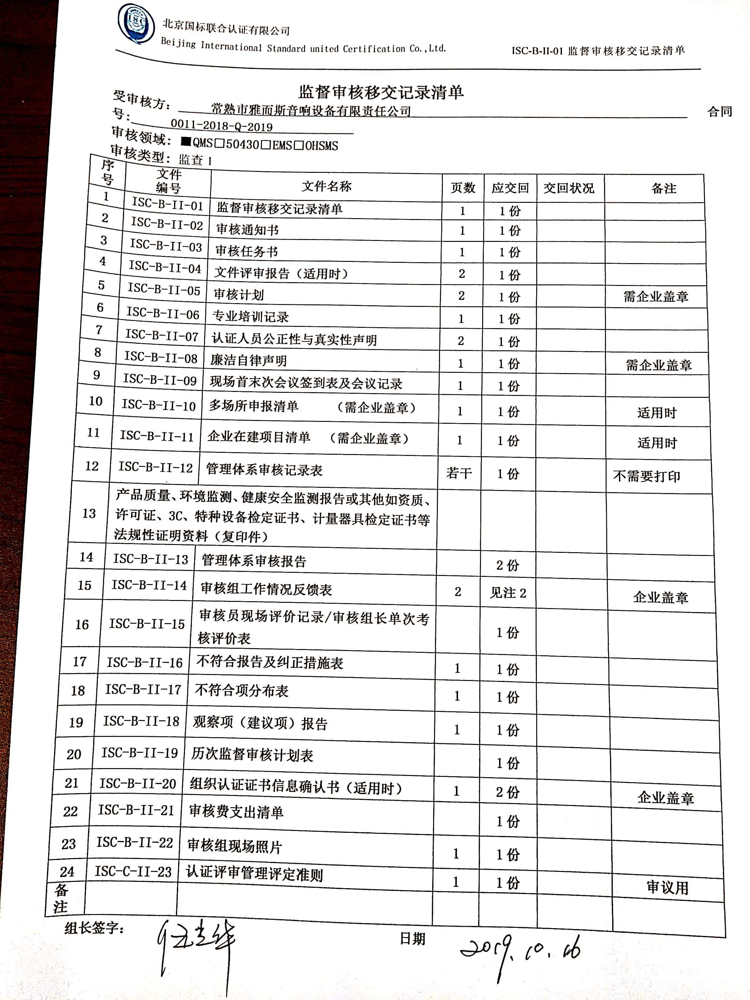 北京国标联合认证有限公司
Beijing International Standard united Certification Co.,Ltd.
ISC-B-II-01 监督审核移交记录清单
监督审核移交记录清单
受审核方： 常熟市雅而斯音响设备有限责任公司 合同
号： 0011-2018-Q-2019
审核领域：■QMS□50430□EMS□OHSMS
审核类型：监查 1
序号 文件编号 文件名称 页数 应交回 交回状况 备注
1 ISC-B-II-01 监督审核移交记录清单 1 1 份
2 ISC-B-II-02 审核通知书 1 1 份
3 ISC-B-II-03 审核任务书 1 1 份
4 ISC-B-II-04 文件评审报告（适用时） 2 1 份
5 ISC-B-II-05 审核计划 2 1 份 需企业盖章
6 ISC-B-II-06 专业培训记录 1 1 份
7 ISC-B-II-07 认证人员公正性与真实性声明 2 1 份
8 ISC-B-II-08 廉洁自律声明 1 1 份 需企业盖章
9 ISC-B-II-09 现场首末次会议签到表及会议记录 1 1 份
10 ISC-B-II-10 多场所申报清单 （需企业盖章） 1 1 份 适用时
11 ISC-B-II-11 企业在建项目清单 （需企业盖章） 1 1 份 适用时
12 ISC-B-II-12 管理体系审核记录表 若干 1 份 不需要打印
产品质量、环境监测、健康安全监测报告或其他如资质、
13 许可证、3C、特种设备检定证书、计量器具检定证书等
法规性证明资料（复印件）
14 ISC-B-II-13 管理体系审核报告 2 份
15 ISC-B-II-14 审核组工作情况反馈表 2 见注 2 企业盖章
16 ISC-B-II-15 审核员现场评价记录/审核组长单次考 1 份
核评价表
17 ISC-B-II-16 不符合报告及纠正措施表 1 1 份
18 ISC-B-II-17 不符合项分布表 1 1 份
19 ISC-B-II-18 观察项（建议项）报告 1 1 份
20 ISC-B-II-19 历次监督审核计划表 1 份
21 ISC-B-II-20 组织认证证书信息确认书（适用时） 1 2 份 企业盖章
22 ISC-B-II-21 审核费支出清单 1 份
23 ISC-B-II-22 审核组现场照片 1 1 份
24 ISC-C-II-23 认证评审管理评定准则 1 1 份 审议用
备注
组长签字： 日期 2019.10.16